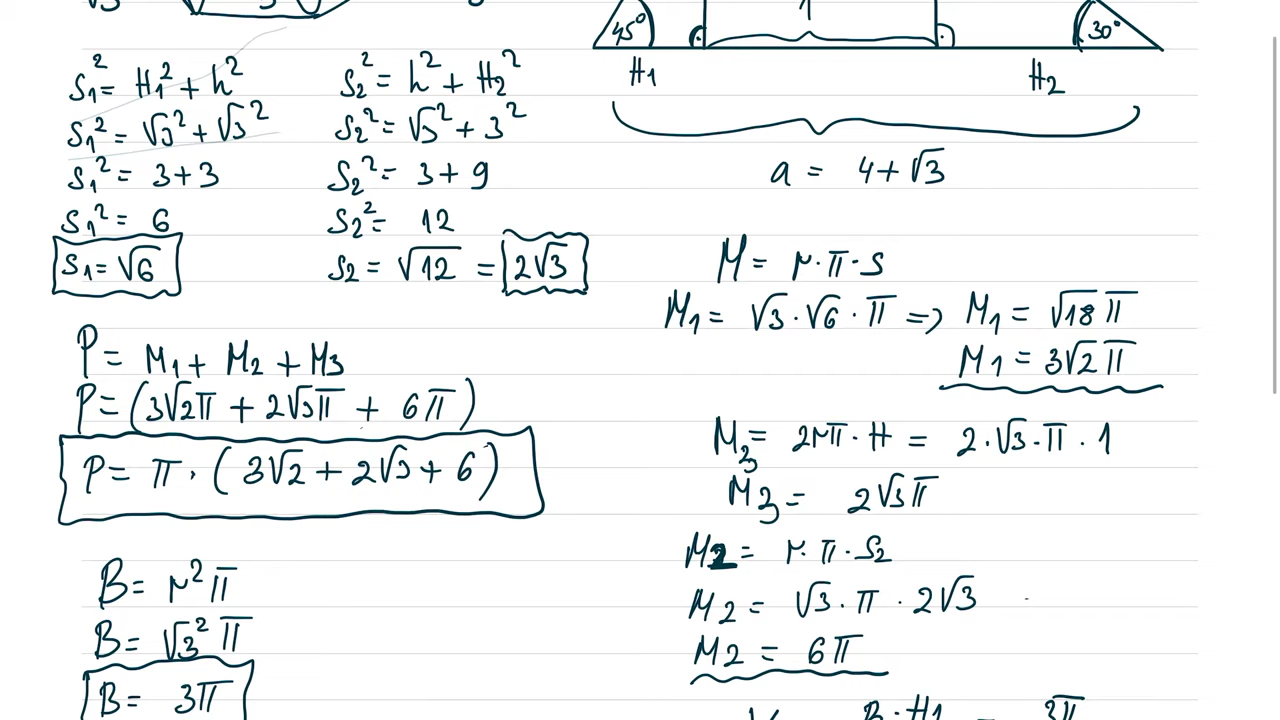 45° 1 30°
H₁ H₂
a = 4+√3
S₁² = H₁² + h²
S₁² = √3² + √3²
S₁² = 3+3
S₁² = 6
S₁ = √6
S₂² = h² + H₂²
S₂² = √3² + 3²
S₂² = 3 + 9
S₂² = 12
S₂ = √12 = 2√3
P = M₁ + M₂ + M₃
P = (3√2π + 2√3π + 6π)
P = π · (3√2 + 2√3 + 6)
B = r²π
B = √3² π
B = 3π
M = r·π·s
M₁ = √3·√6·π => M₁ = √18 π
M₁ = 3√2 π
M₃ = 2rπ·H = 2·√3·π·1
M₃ = 2√3π
M₂ = r·π·S₂
M₂ = √3·π·2√3
M₂ = 6π
B·H₁ = 3π